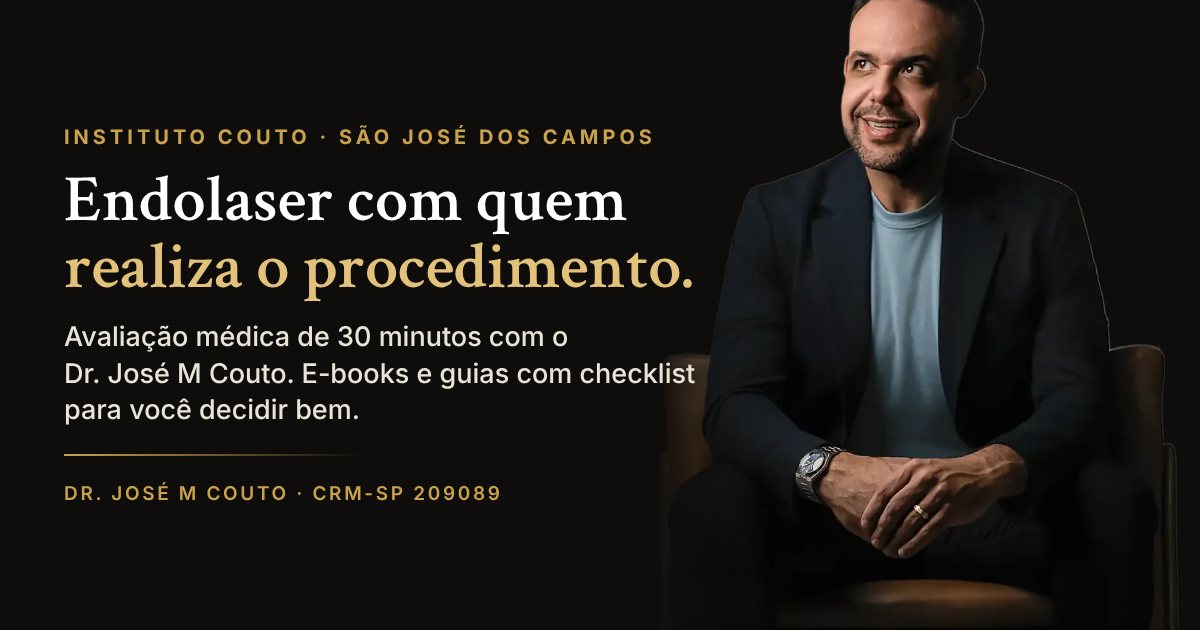 INSTITUTO COUTO · SÃO JOSÉ DOS CAMPOS
Endolaser com quem
realiza o procedimento.
Avaliação médica de 30 minutos com o
Dr. José M Couto. E-books e guias com checklist
para você decidir bem.
DR. JOSÉ M COUTO · CRM-SP 209089